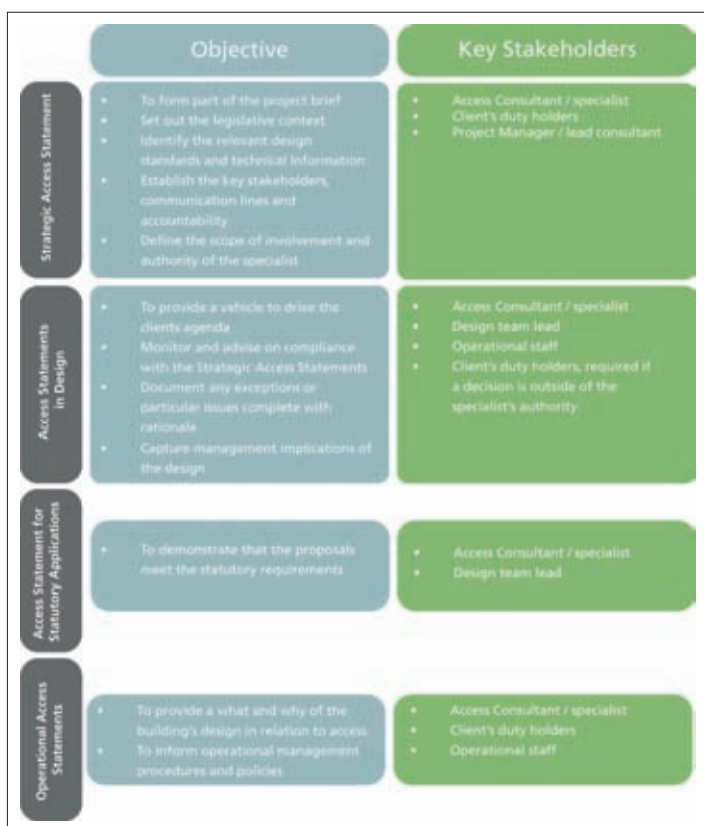 Objective
Key Stakeholders
Strategic Access Statement
• To form part of the project brief
• Set out the legislative context
• Identify the relevant design
standards and technical information
• Establish the key stakeholders,
communication lines and
accountability
• Define the scope of involvement and
authority of the specialist
• Access Consultant / specialist
• Client's duty holders
• Project Manager / lead consultant
Access Statements
in Design
• To provide a vehicle to drive the
clients agenda
• Monitor and advise on compliance
with the Strategic Access Statements
• Document any exceptions or
particular issues complete with
rationale
• Capture management implications of
the design
• Access Consultant / specialist
• Design team lead
• Operational staff
• Client's duty holders, required if
a decision is outside of the
specialist's authority
Access Statement for
Statutory Applications
• To demonstrate that the proposals
meet the statutory requirements
• Access Consultant / specialist
• Design team lead
Operational Access
Statements
• To provide a what and why of the
building's design in relation to access
• To inform operational management
procedures and policies
• Access Consultant / specialist
• Client's duty holders
• Operational staff